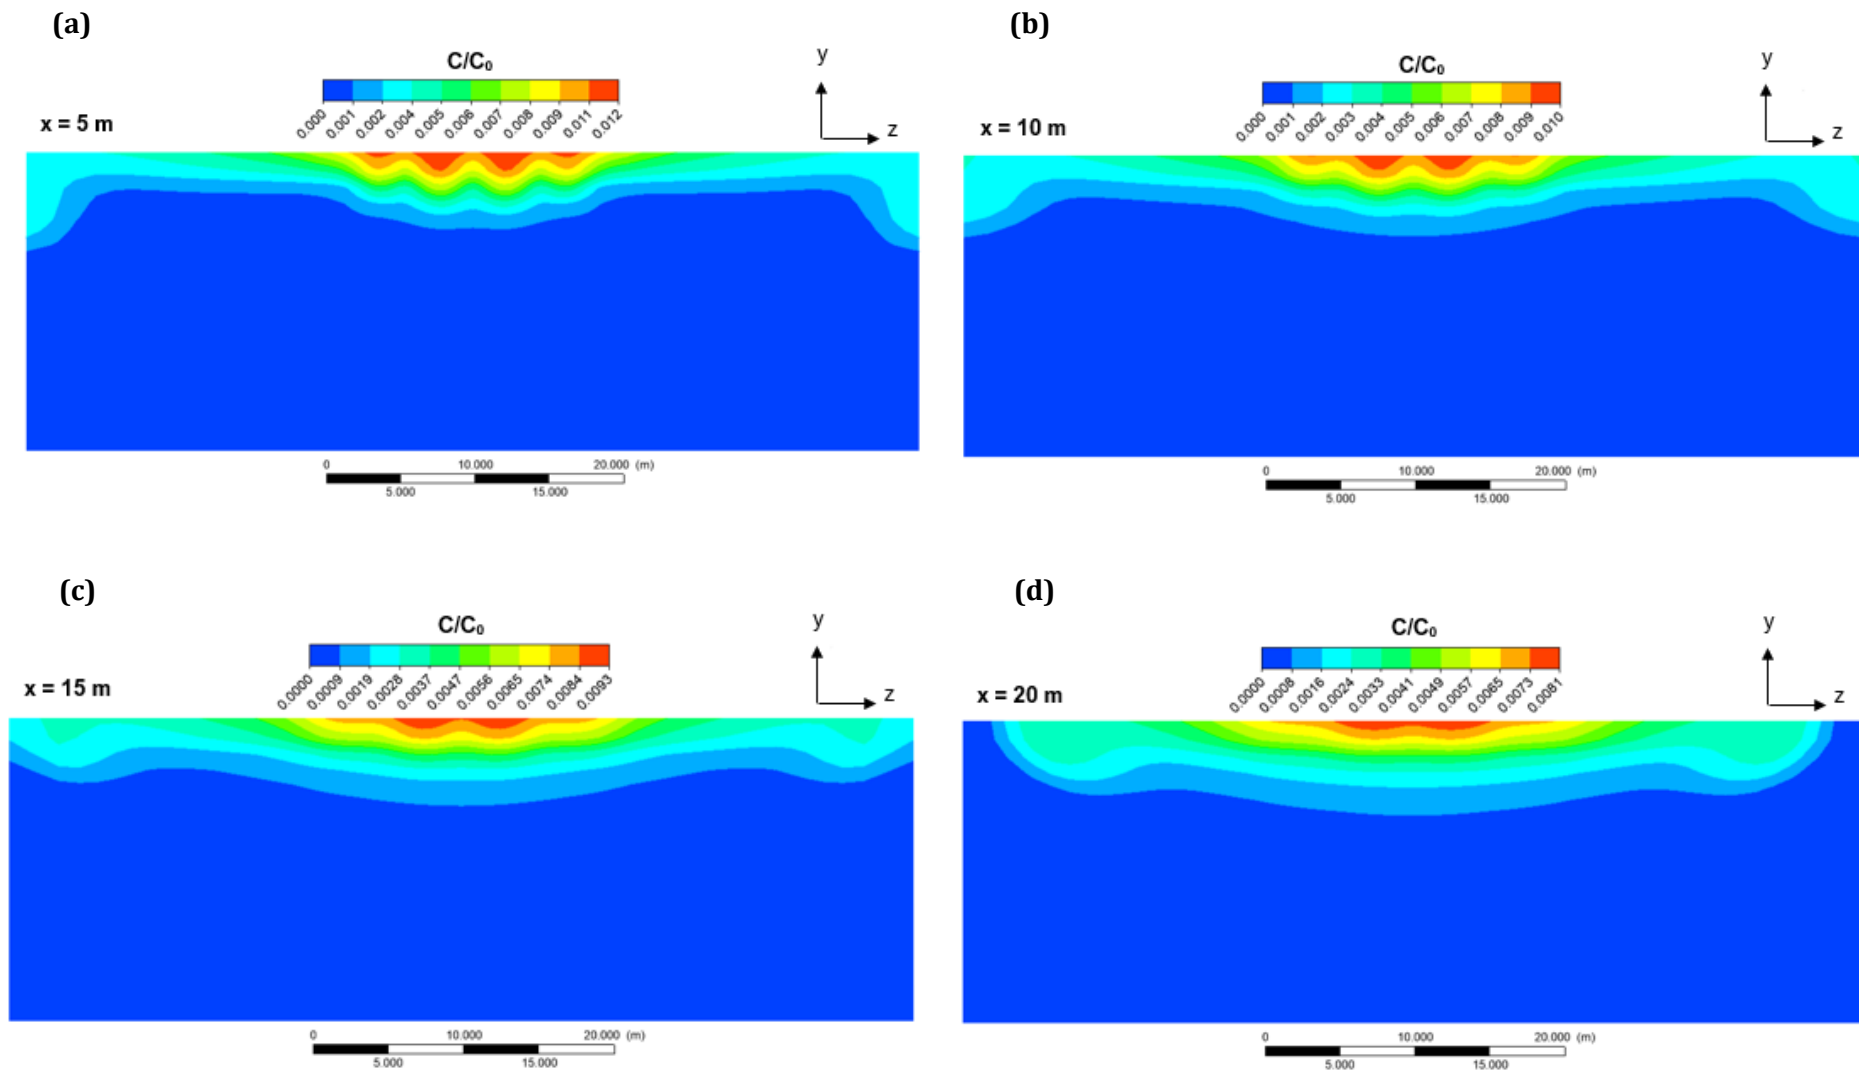 (a)
C/C₀
0.000 0.001 0.002 0.004 0.005 0.006 0.007 0.008 0.009 0.011 0.012
x = 5 m
y
z
0 10.000 20.000 (m)
5.000 15.000
(b)
C/C₀
0.000 0.001 0.002 0.003 0.004 0.005 0.006 0.007 0.008 0.009 0.010
x = 10 m
y
z
0 10.000 20.000 (m)
5.000 15.000
(c)
C/C₀
0.0000 0.0009 0.0019 0.0028 0.0037 0.0047 0.0056 0.0065 0.0074 0.0084 0.0093
x = 15 m
y
z
0 10.000 20.000 (m)
5.000 15.000
(d)
C/C₀
0.0000 0.0008 0.0016 0.0024 0.0033 0.0041 0.0049 0.0057 0.0065 0.0073 0.0081
x = 20 m
y
z
0 10.000 20.000 (m)
5.000 15.000